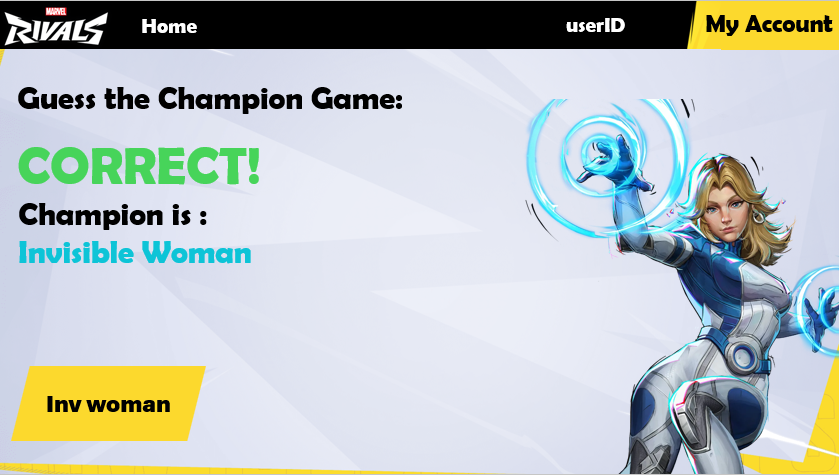 MARVEL
RIVALS
Home
userID
My Account
Guess the Champion Game:
CORRECT!
Champion is :
Invisible Woman
Inv woman